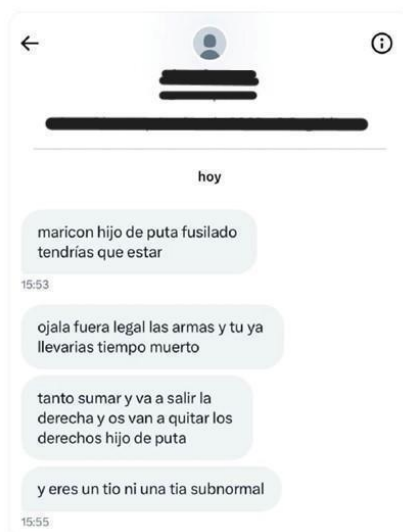 hoy
maricon hijo de puta fusilado
tendrías que estar
15:53
ojala fuera legal las armas y tu ya
llevarias tiempo muerto
tanto sumar y va a salir la
derecha y os van a quitar los
derechos hijo de puta
y eres un tio ni una tia subnormal
15:55